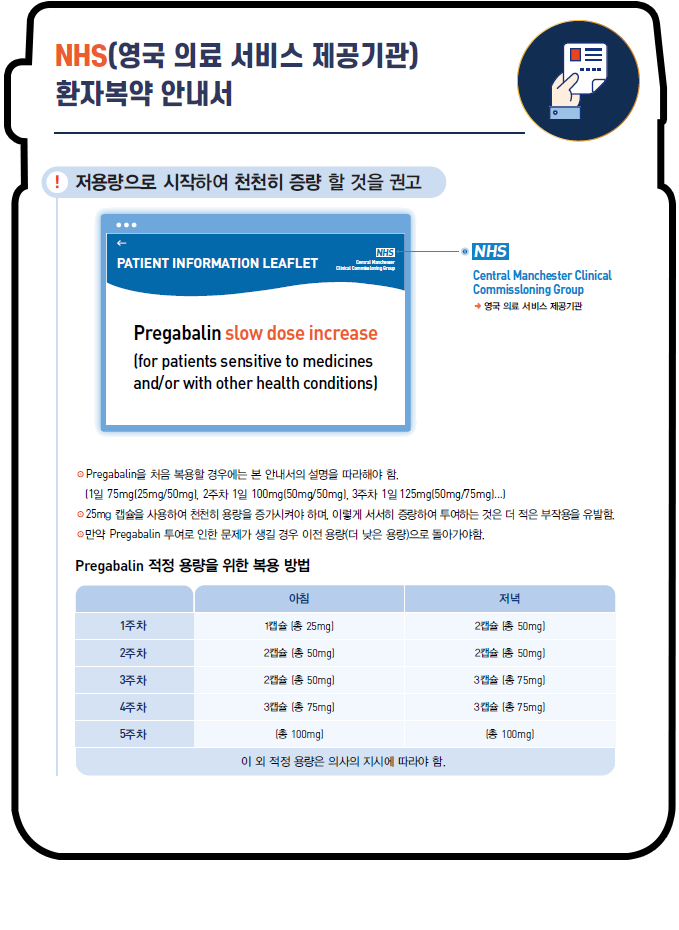 NHS(영국 의료 서비스 제공기관)
환자복약 안내서
! 저용량으로 시작하여 천천히 증량 할 것을 권고
PATIENT INFORMATION LEAFLET
NHS
Central Manchester
Clinical Commissloning Group
NHS
Central Manchester Clinical
Commissloning Group
➔ 영국 의료 서비스 제공기관
Pregabalin slow dose increase
(for patients sensitive to medicines
and/or with other health conditions)
⊙Pregabalin을 처음 복용할 경우에는 본 안내서의 설명을 따라해야 함.
(1일 75mg(25mg/50mg), 2주차 1일 100mg(50mg/50mg), 3주차 1일 125mg(50mg/75mg)...)
⊙25mg 캡슐을 사용하여 천천히 용량을 증가시켜야 하며, 이렇게 서서히 증량하여 투여하는 것은 더 적은 부작용을 유발함.
⊙만약 Pregabalin 투여로 인한 문제가 생길 경우 이전 용량(더 낮은 용량)으로 돌아가야함.
Pregabalin 적정 용량을 위한 복용 방법
아침 저녁
1주차 1캡슐 (총 25mg) 2캡슐 (총 50mg)
2주차 2캡슐 (총 50mg) 2캡슐 (총 50mg)
3주차 2캡슐 (총 50mg) 3캡슐 (총 75mg)
4주차 3캡슐 (총 75mg) 3캡슐 (총 75mg)
5주차 (총 100mg) (총 100mg)
이 외 적정 용량은 의사의 지시에 따라야 함.